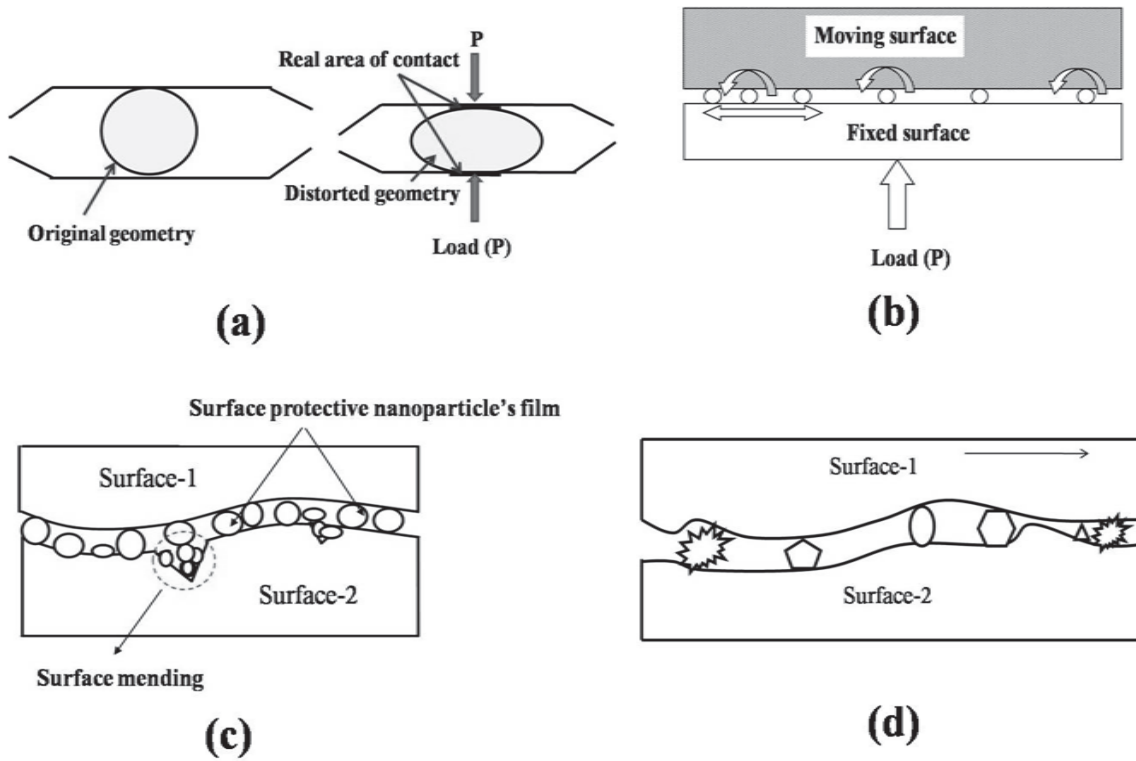 P
Real area of contact
Distorted geometry
Original geometry
Load (P)
(a)
Moving surface
Fixed surface
Load (P)
(b)
Surface protective nanoparticle's film
Surface-1
Surface-2
Surface mending
(c)
Surface-1
Surface-2
(d)